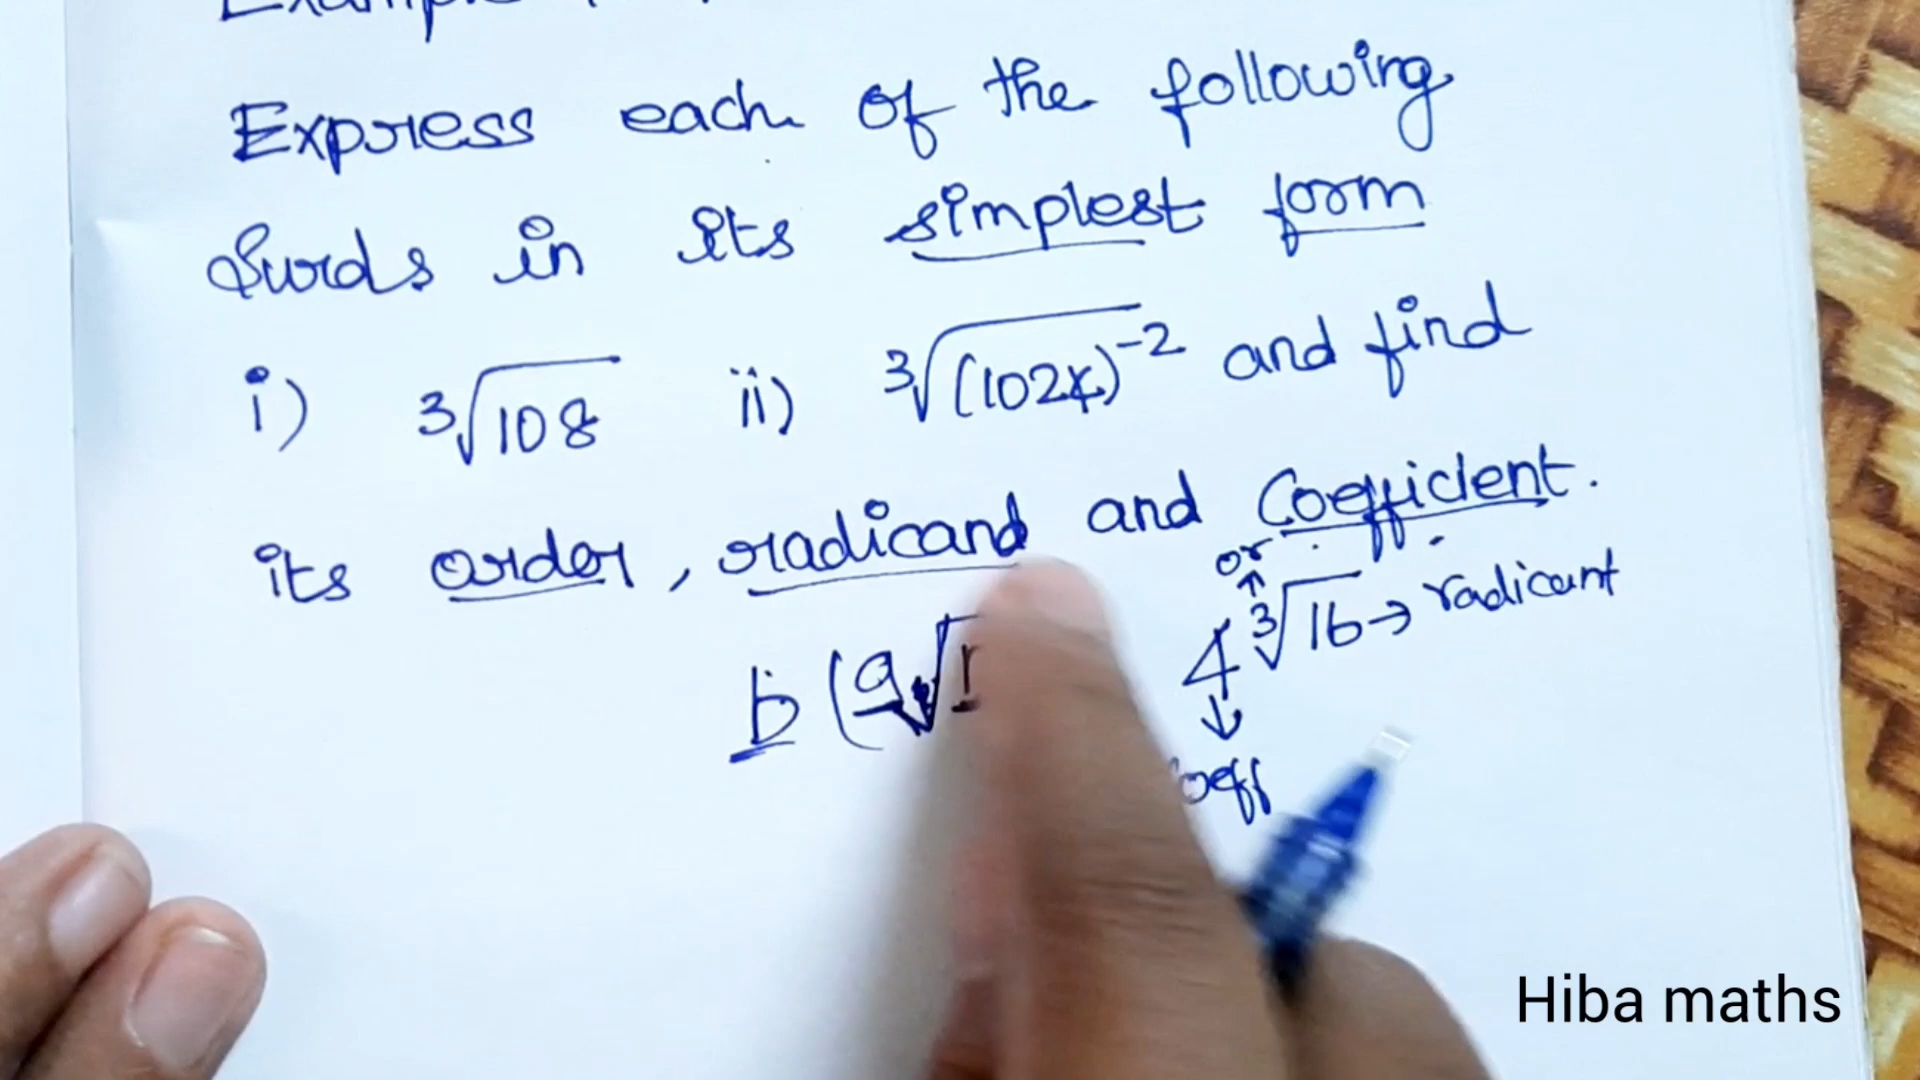 Express each of the following
Surds in its simplest form
i) ³√108 ii) ³√(1024)⁻² and find
its order, radicand and Coefficient.
or
b (a√r 4 ³√16 → radicant
coeff
Hiba maths